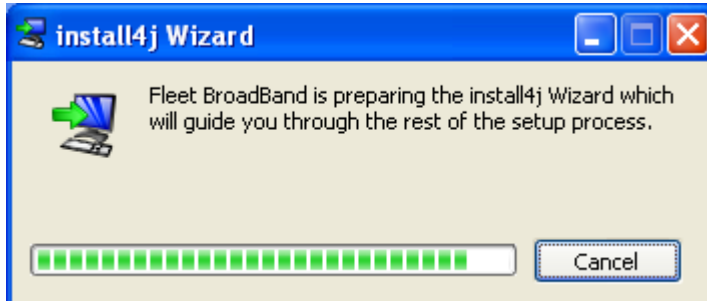 install4j Wizard
Fleet BroadBand is preparing the install4j Wizard which
will guide you through the rest of the setup process.
Cancel